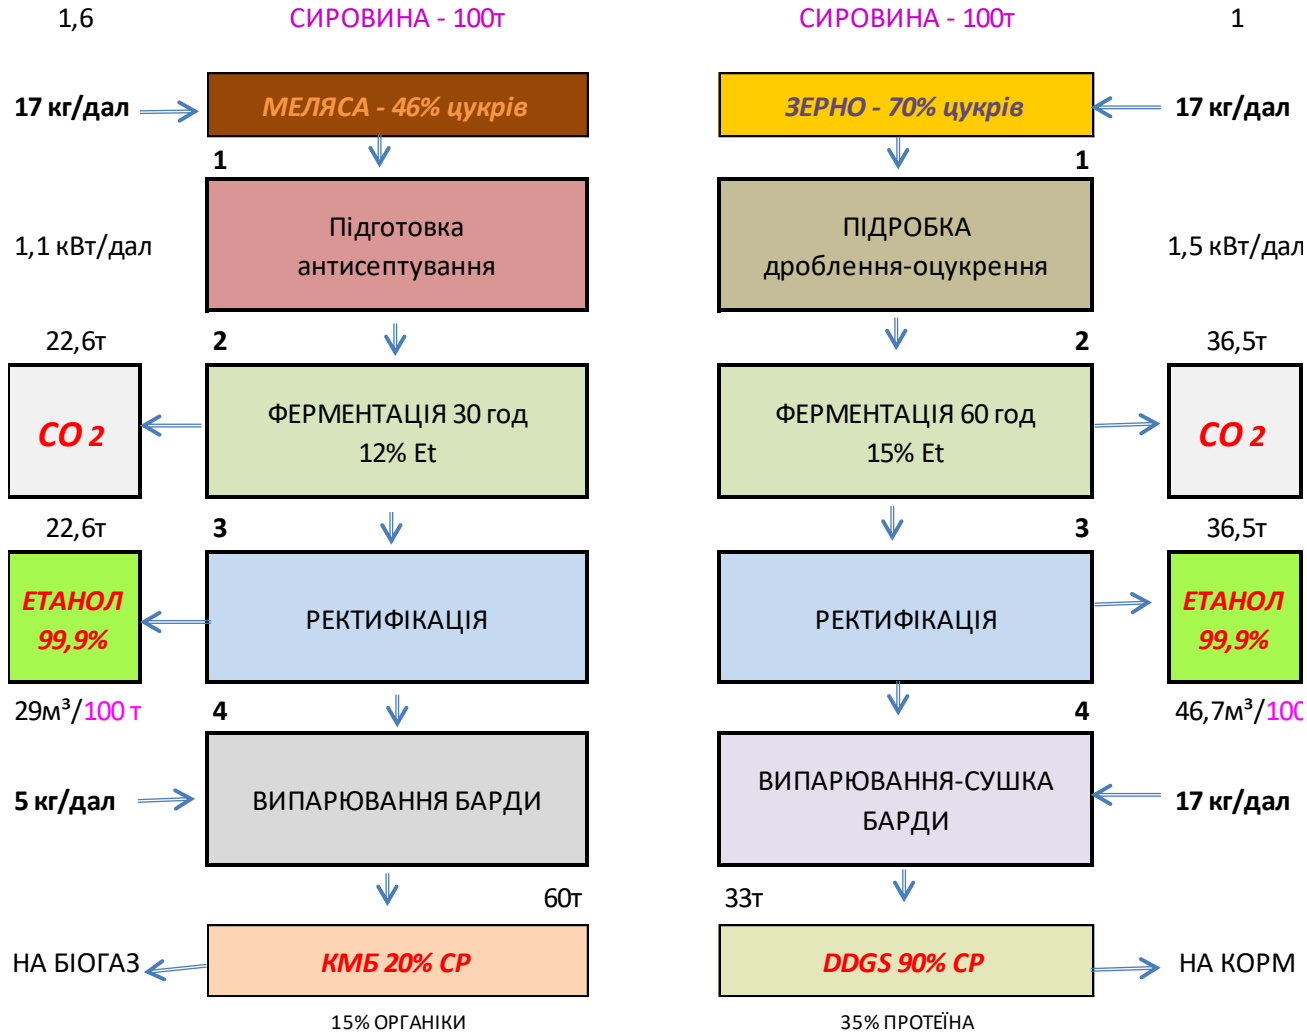 1,6
СИРОВИНА - 100т
СИРОВИНА - 100т
1
17 кг/дал
МЕЛЯСА - 46% цукрів
ЗЕРНО - 70% цукрів
17 кг/дал
1
1
1,1 кВт/дал
Підготовка
антисептування
ПІДРОБКА
дроблення-оцукрення
1,5 кВт/дал
22,6т
2
2
36,5т
СО 2
ФЕРМЕНТАЦІЯ 30 год
12% Et
ФЕРМЕНТАЦІЯ 60 год
15% Et
СО 2
22,6т
3
3
36,5т
ЕТАНОЛ
99,9%
РЕКТИФІКАЦІЯ
РЕКТИФІКАЦІЯ
ЕТАНОЛ
99,9%
29м³/100 т
4
4
46,7м³/100
5 кг/дал
ВИПАРЮВАННЯ БАРДИ
ВИПАРЮВАННЯ-СУШКА
БАРДИ
17 кг/дал
60т
33т
НА БІОГАЗ
КМБ 20% СР
DDGS 90% СР
НА КОРМ
15% ОРГАНІКИ
35% ПРОТЕЇНА